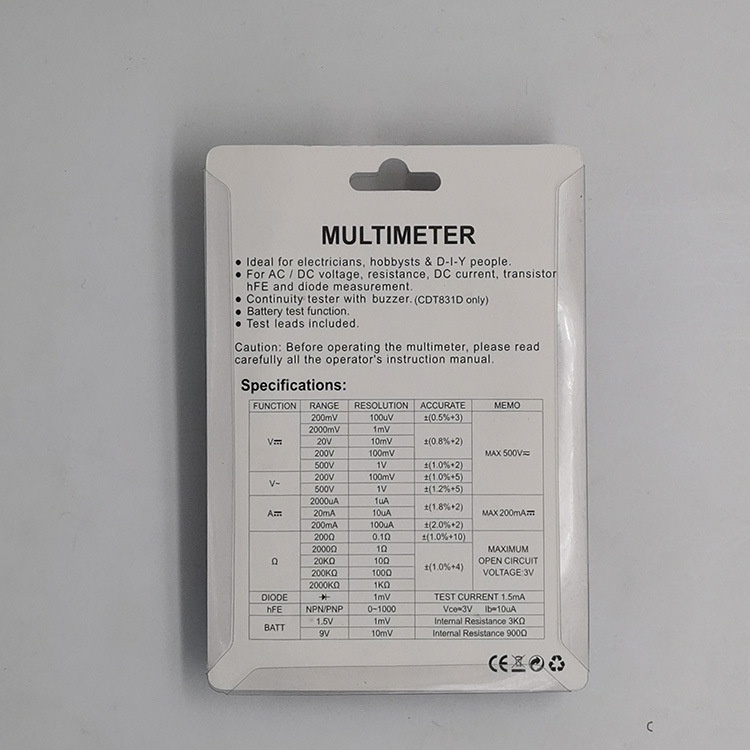 MULTIMETER
● Ideal for electricians, hobbysts & D-I-Y people.
● For AC / DC voltage, resistance, DC current, transistor
hFE and diode measurement.
● Continuity tester with buzzer. (CDT831D only)
● Battery test function.
● Test leads included.
Caution: Before operating the multimeter, please read
carefully all the operator's instruction manual.
Specifications:
FUNCTION RANGE RESOLUTION ACCURATE MEMO
200mV 100uV ±(0.5%+3)
2000mV 1mV
V⎓ 20V 10mV ±(0.8%+2)
200V 100mV MAX 500V≂
500V 1V ±(1.0%+2)
V~ 200V 100mV ±(1.0%+5)
500V 1V ±(1.2%+5)
2000uA 1uA ±(1.8%+2)
A⎓ 20mA 10uA MAX 200mA⎓
200mA 100uA ±(2.0%+2)
200Ω 0.1Ω ±(1.0%+10)
2000Ω 1Ω MAXIMUM
Ω 20KΩ 10Ω ±(1.0%+4) OPEN CIRCUIT
200KΩ 100Ω VOLTAGE:3V
2000KΩ 1KΩ
DIODE 1mV TEST CURRENT 1.5mA
hFE NPN/PNP 0~1000 Vce≈3V Ib≈10uA
BATT 1.5V 1mV Internal Resistance 3KΩ
9V 10mV Internal Resistance 900Ω
CE